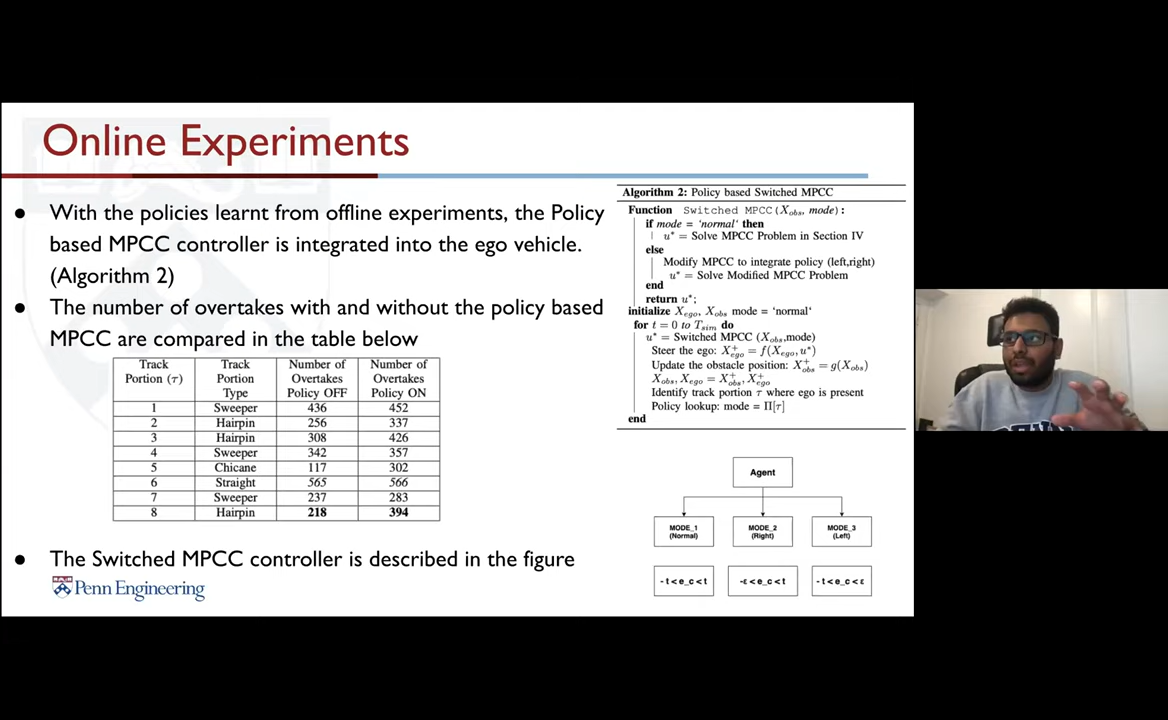 Online Experiments
● With the policies learnt from offline experiments, the Policy
based MPCC controller is integrated into the ego vehicle.
(Algorithm 2)
● The number of overtakes with and without the policy based
MPCC are compared in the table below
Track Portion (τ) Track Portion Type Number of Overtakes Policy OFF Number of Overtakes Policy ON
1 Sweeper 436 452
2 Hairpin 256 337
3 Hairpin 308 426
4 Sweeper 342 357
5 Chicane 117 302
6 Straight 565 566
7 Sweeper 237 283
8 Hairpin 218 394
● The Switched MPCC controller is described in the figure
Penn Engineering
Algorithm 2: Policy based Switched MPCC
Function Switched MPCC(X_obs, mode):
if mode = 'normal' then
u* = Solve MPCC Problem in Section IV
else
Modify MPCC to integrate policy (left,right)
u* = Solve Modified MPCC Problem
end
return u*;
initialize X_ego, X_obs mode = 'normal'
for t = 0 to T_sim do
u* = Switched MPCC(X_obs,mode)
Steer the ego: X^+_ego = f(X_ego, u*)
Update the obstacle position: X^+_obs = g(X_obs)
X_obs, X_ego = X^+_obs, X^+_ego
Identify track portion τ where ego is present
Policy lookup: mode = Π[τ]
end
Agent
MODE_1
(Normal)
MODE_2
(Right)
MODE_3
(Left)
-t<e_c<t
-ε<e_c<t
-t<e_c<ε